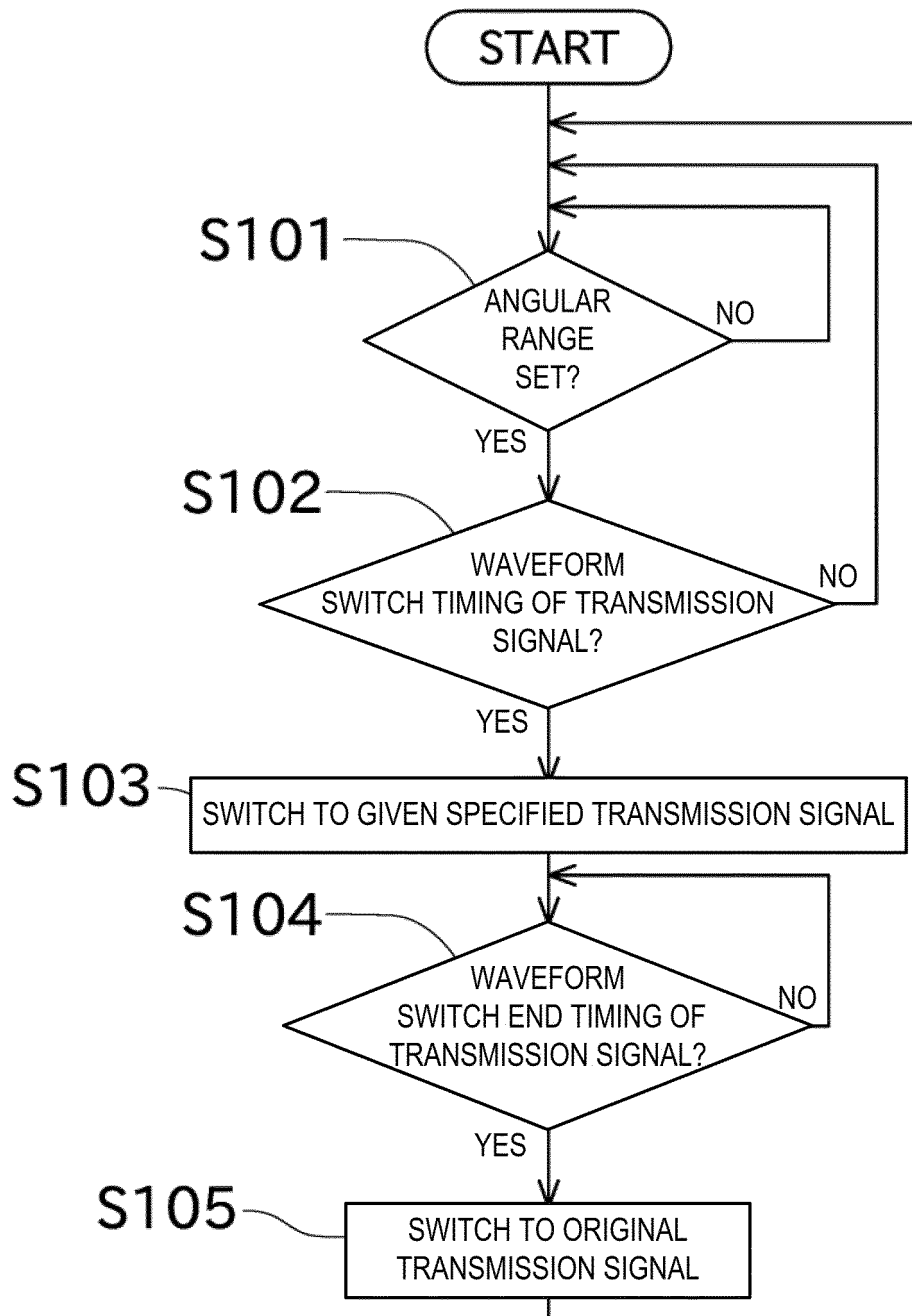 START
S101
ANGULAR
RANGE
SET?
NO
YES
S102
WAVEFORM
SWITCH TIMING OF TRANSMISSION
SIGNAL?
NO
YES
S103
SWITCH TO GIVEN SPECIFIED TRANSMISSION SIGNAL
S104
WAVEFORM
SWITCH END TIMING OF
TRANSMISSION SIGNAL?
NO
YES
S105
SWITCH TO ORIGINAL
TRANSMISSION SIGNAL